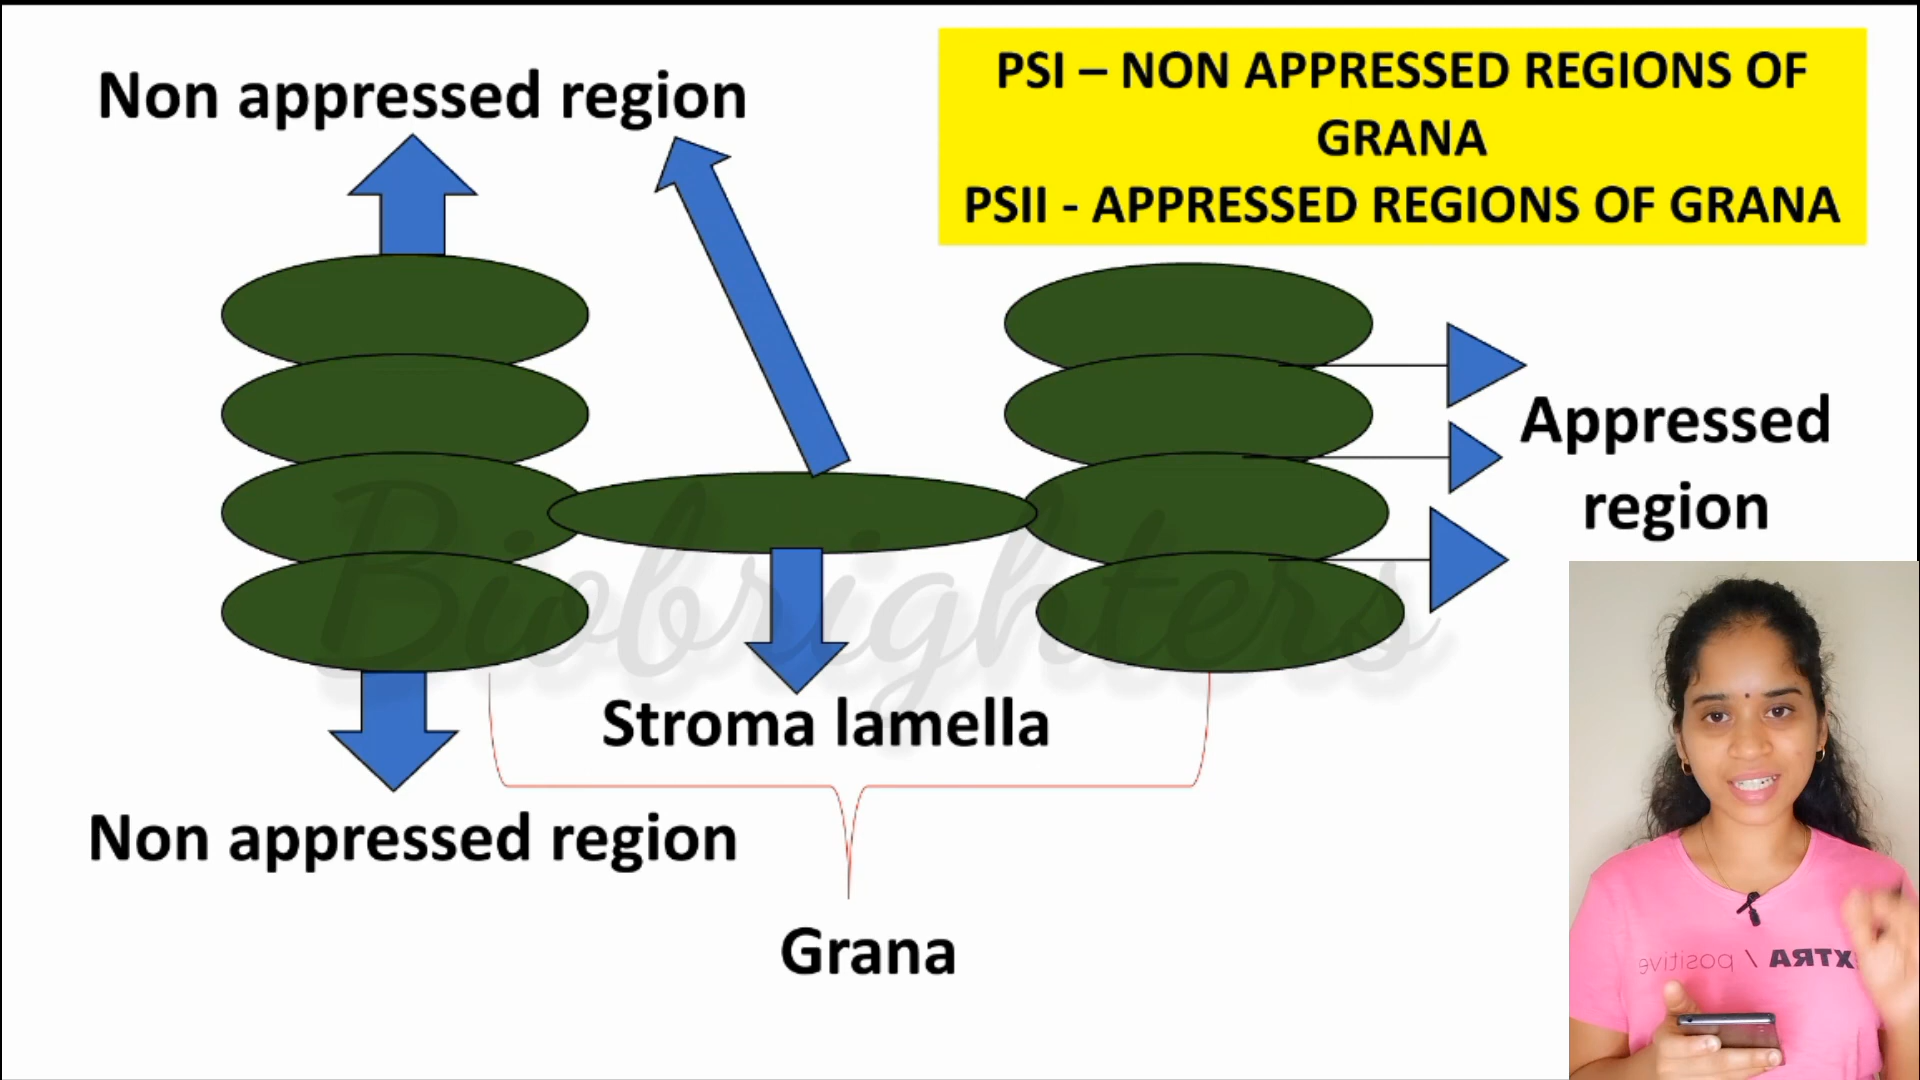 Non appressed region
PSI – NON APPRESSED REGIONS OF
GRANA
PSII - APPRESSED REGIONS OF GRANA
Appressed
region
Biobrighters
Stroma lamella
Non appressed region
Grana
XTRA / positive